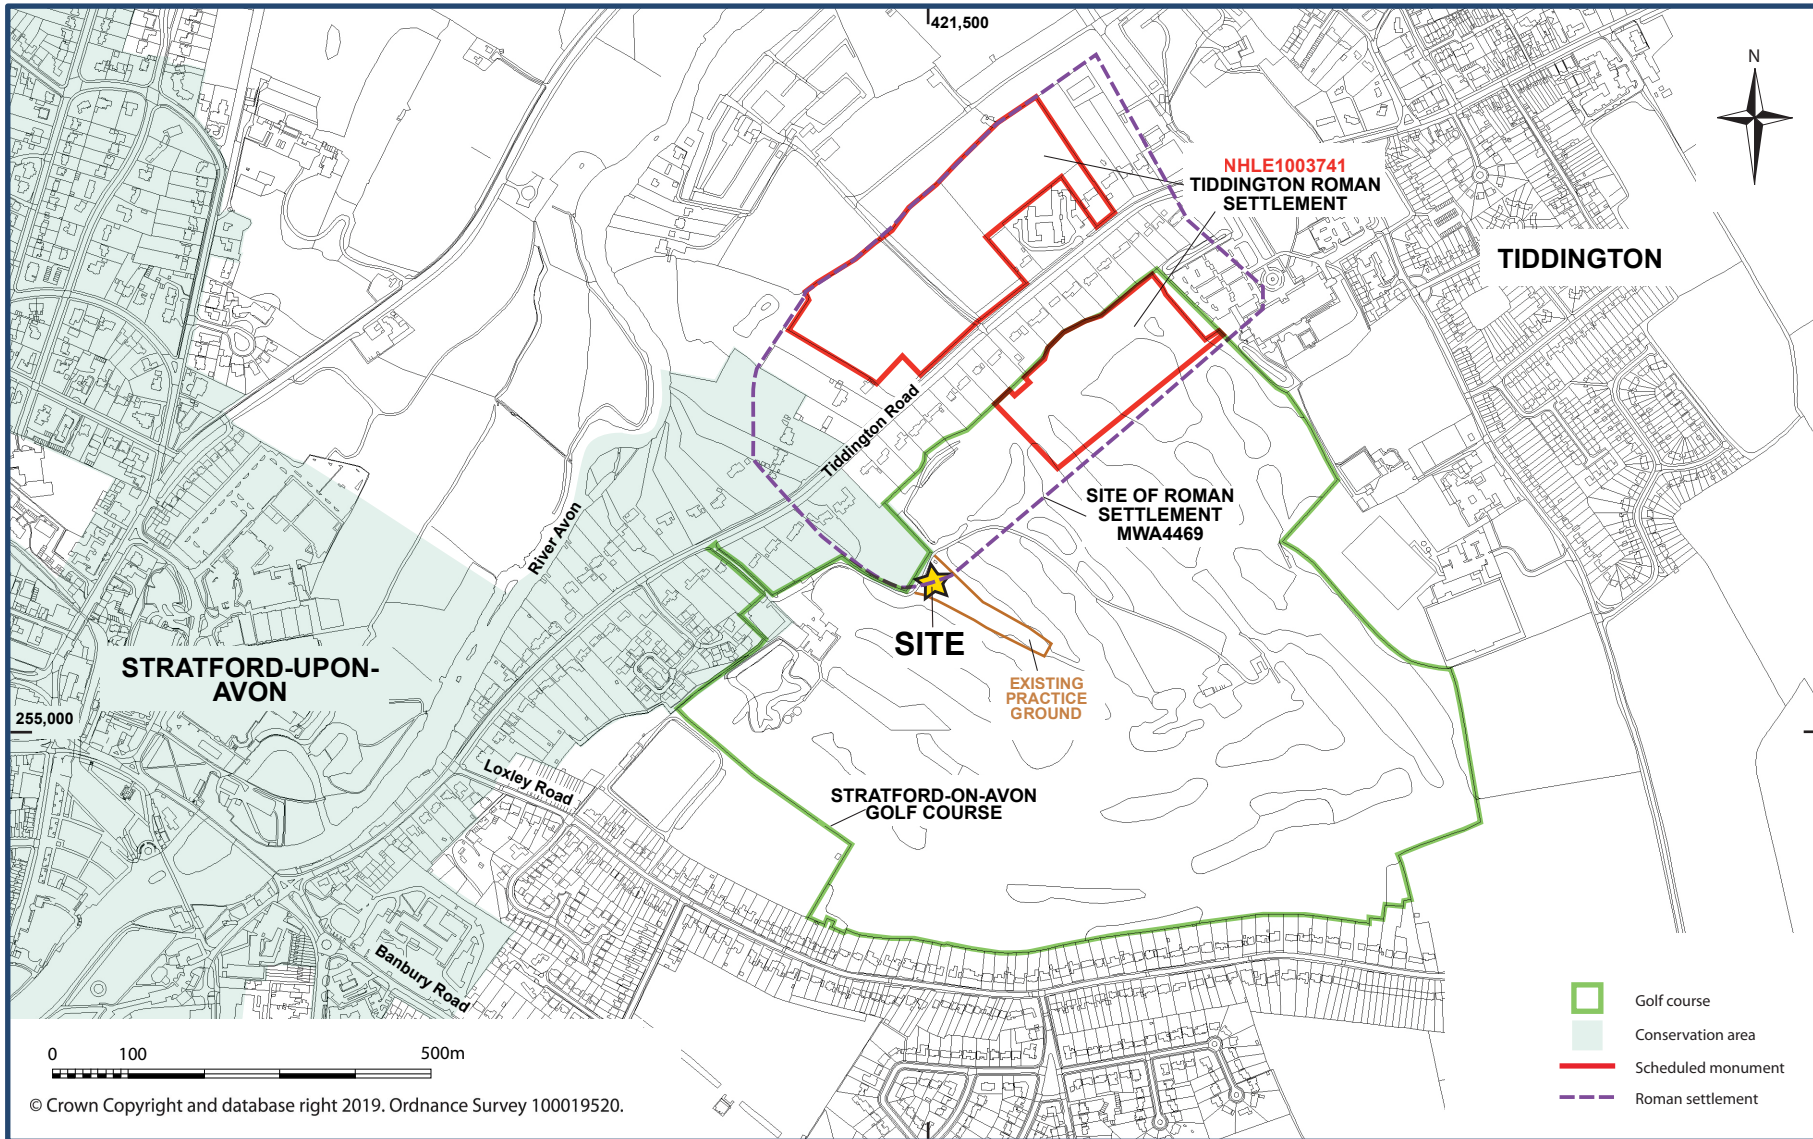 421,500
N
NHLE1003741
TIDDINGTON ROMAN
SETTLEMENT
TIDDINGTON
Tiddington Road
River Avon
SITE OF ROMAN
SETTLEMENT
MWA4469
SITE
EXISTING
PRACTICE
GROUND
STRATFORD-UPON-
AVON
255,000
Loxley Road
STRATFORD-ON-AVON
GOLF COURSE
Banbury Road
Golf course
Conservation area
Scheduled monument
Roman settlement
0 100 500m
© Crown Copyright and database right 2019. Ordnance Survey 100019520.